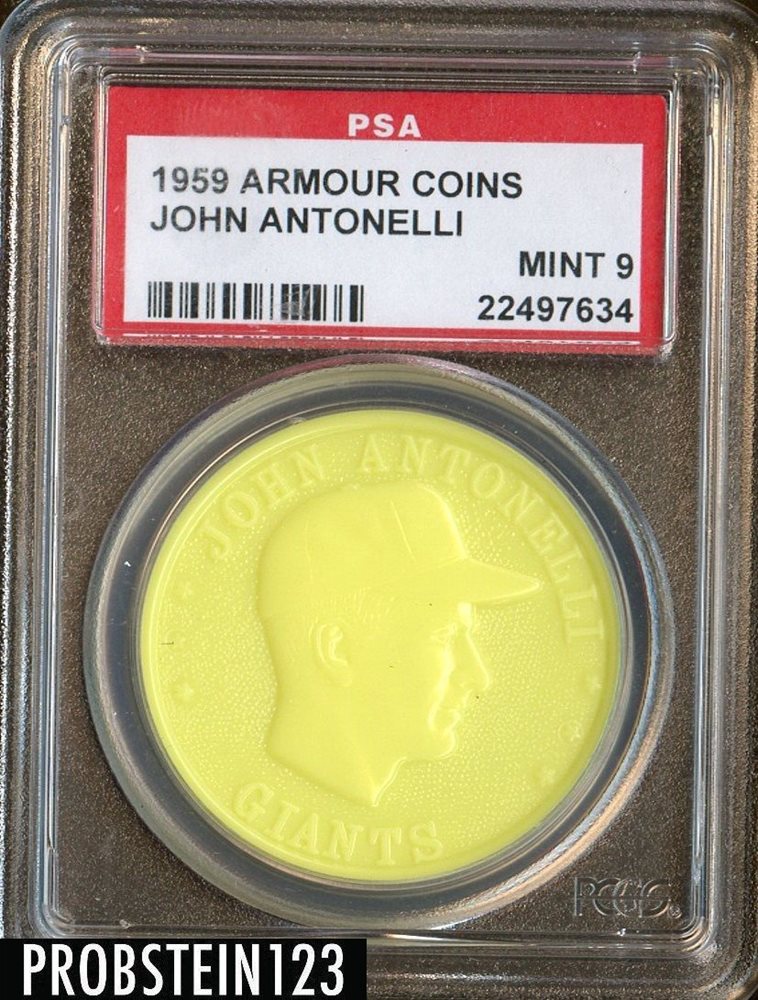 PSA
1959 ARMOUR COINS
JOHN ANTONELLI
MINT 9
22497634
JOHN ANTONELLI
GIANTS
PCGS
PROBSTEIN123